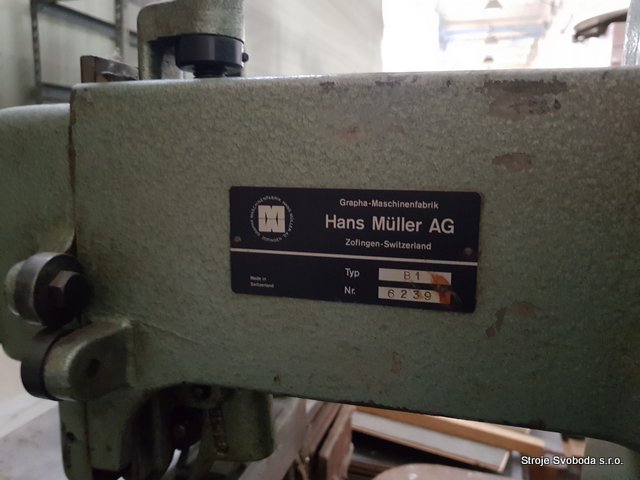 Grapha-Maschinenfabrik
Hans Müller AG
Zofingen-Switzerland
Made in
Switzerland
Typ B1
Nr. 6239
Stroje Svoboda s.r.o.